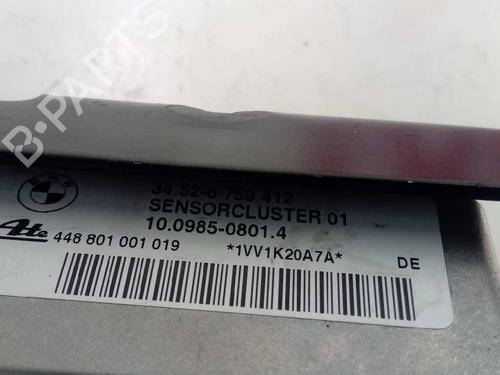 B-PARTS
BMW
34.52-6 759 412
SENSORCLUSTER 01
10.0985-0801.4
Ate 448 801 001 019 *1VV1K20A7A* DE